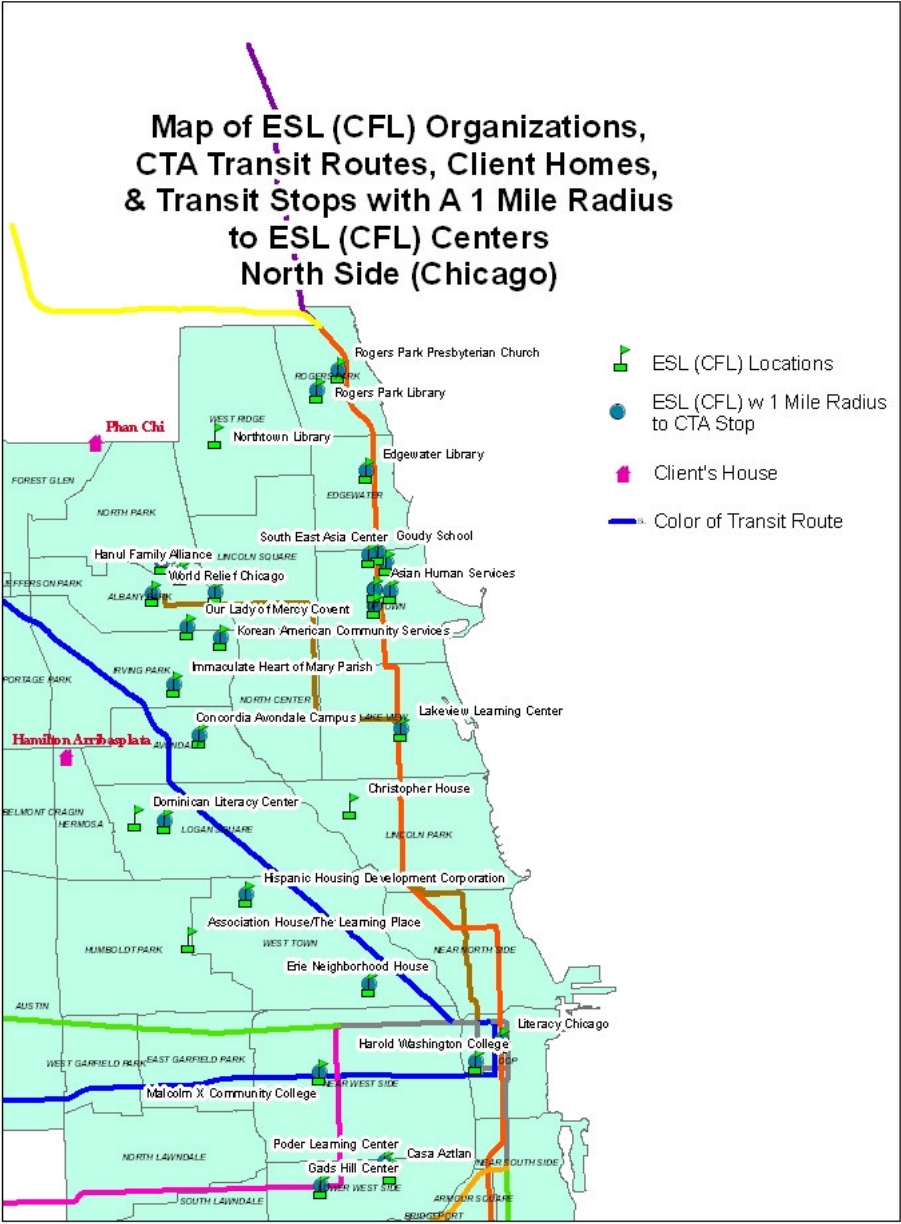 Map of ESL (CFL) Organizations,
CTA Transit Routes, Client Homes,
& Transit Stops with A 1 Mile Radius
to ESL (CFL) Centers
North Side (Chicago)
Rogers Park Presbyterian Church
ROGERS PARK
Rogers Park Library
ESL (CFL) Locations
ESL (CFL) w 1 Mile Radius
to CTA Stop
Client's House
Color of Transit Route
WEST RIDGE
Phan Chi
Northtown Library
Edgewater Library
FOREST GLEN
EDGEWATER
NORTH PARK
South East Asia Center
Goudy School
Hanul Family Alliance
LINCOLN SQUARE
World Relief Chicago
Asian Human Services
JEFFERSON PARK
ALBANY PARK
UPTOWN
Our Lady of Mercy Covent
Korean American Community Services
IRVING PARK
Immaculate Heart of Mary Parish
PORTAGE PARK
NORTH CENTER
Concordia Avondale Campus
LAKE VIEW
Lakeview Learning Center
Hamilton Arribasplata
AVONDALE
Christopher House
Dominican Literacy Center
BELMONT CRAGIN
HERMOSA
LOGAN SQUARE
LINCOLN PARK
Hispanic Housing Development Corporation
Association House/The Learning Place
HUMBOLDT PARK
WEST TOWN
NEAR NORTH SIDE
Erie Neighborhood House
AUSTIN
Literacy Chicago
Harold Washington College
LOOP
WEST GARFIELD PARK
EAST GARFIELD PARK
NEAR WEST SIDE
Malcolm X Community College
Poder Learning Center
Casa Aztlan
NORTH LAWNDALE
NEAR SOUTH SIDE
Gads Hill Center
LOWER WEST SIDE
SOUTH LAWNDALE
ARMOUR SQUARE
BRIDGEPORT